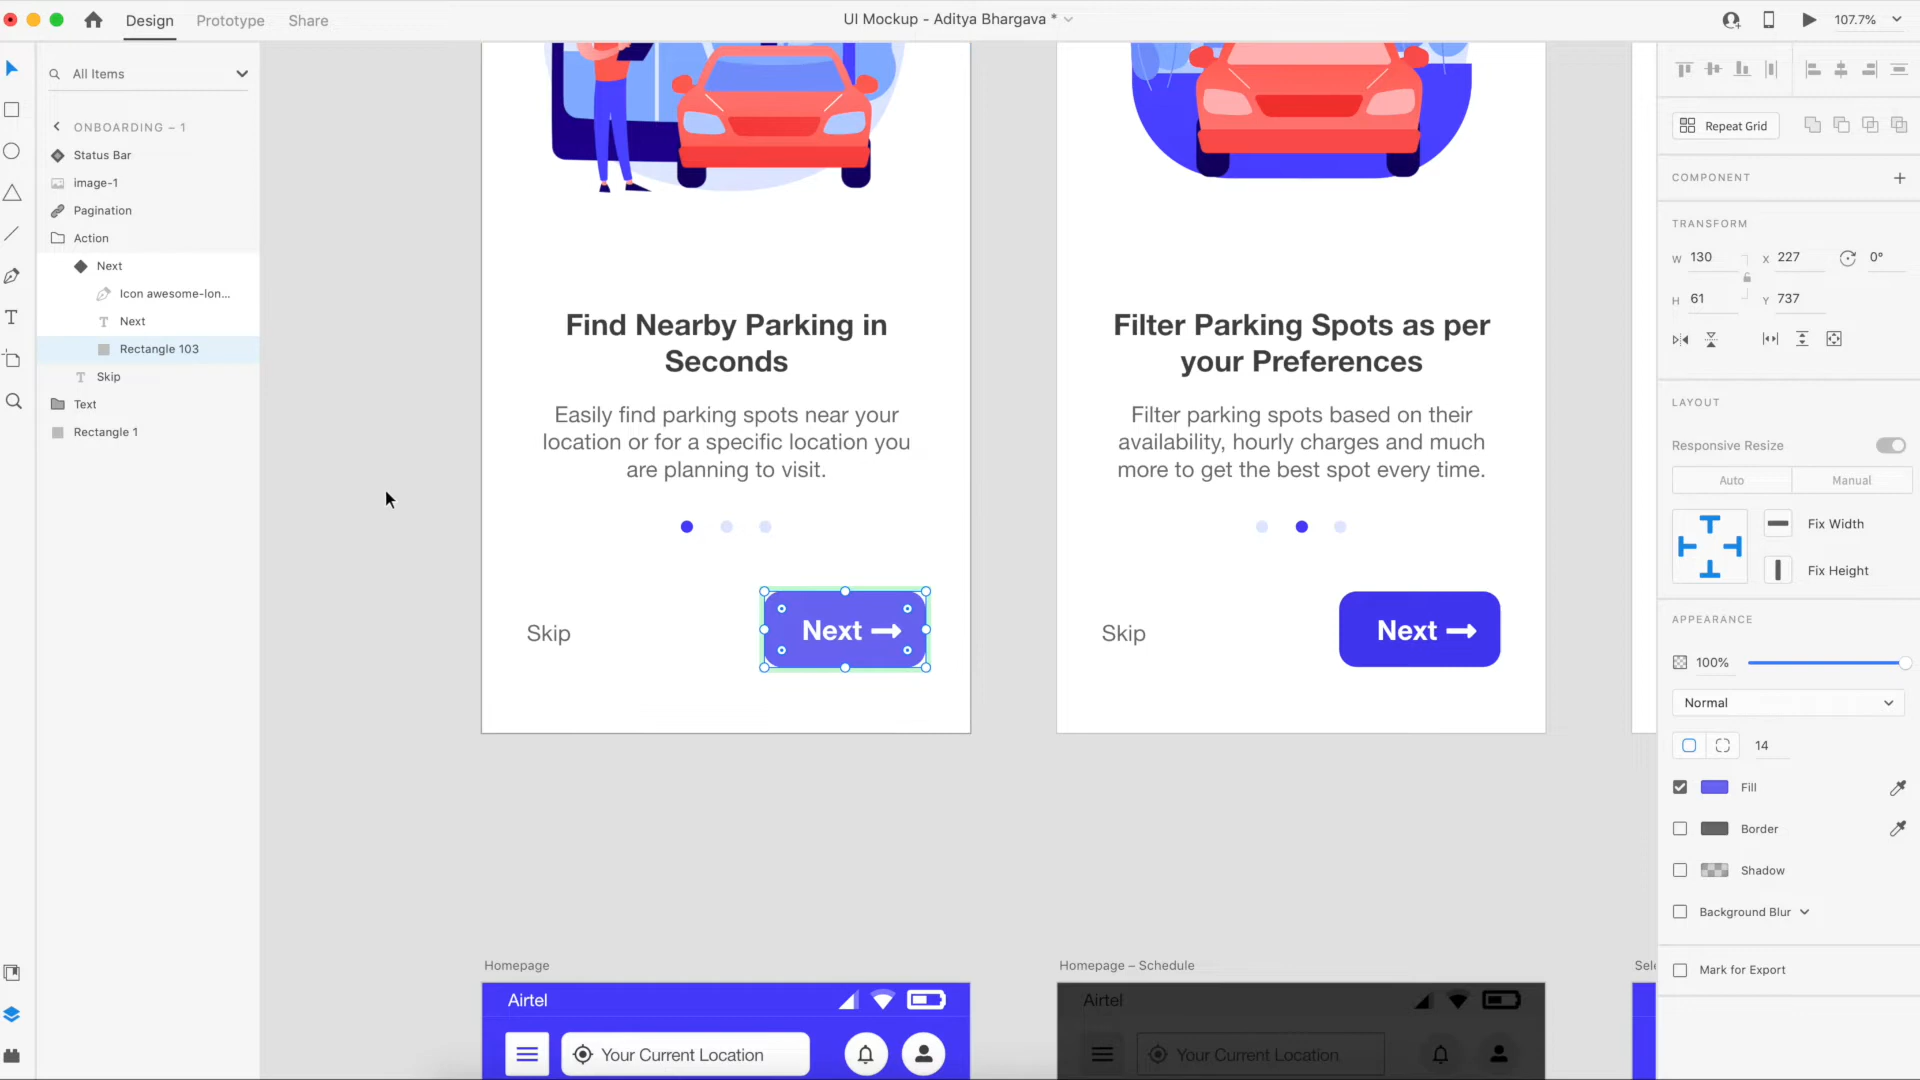 Design Prototype Share
UI Mockup - Aditya Bhargava *
107.7%
All Items
ONBOARDING – 1
Status Bar
image-1
Pagination
Action
Next
Icon awesome-lon...
Next
Rectangle 103
Skip
Text
Rectangle 1
Find Nearby Parking in
Seconds
Easily find parking spots near your
location or for a specific location you
are planning to visit.
Skip
Next
Filter Parking Spots as per
your Preferences
Filter parking spots based on their
availability, hourly charges and much
more to get the best spot every time.
Skip
Next
Homepage
Airtel
Your Current Location
Homepage – Schedule
Airtel
Your Current Location
Sele
Repeat Grid
COMPONENT
TRANSFORM
W 130 X 227 0°
H 61 Y 737
LAYOUT
Responsive Resize
Auto Manual
Fix Width
Fix Height
APPEARANCE
100%
Normal
14
Fill
Border
Shadow
Background Blur
Mark for Export